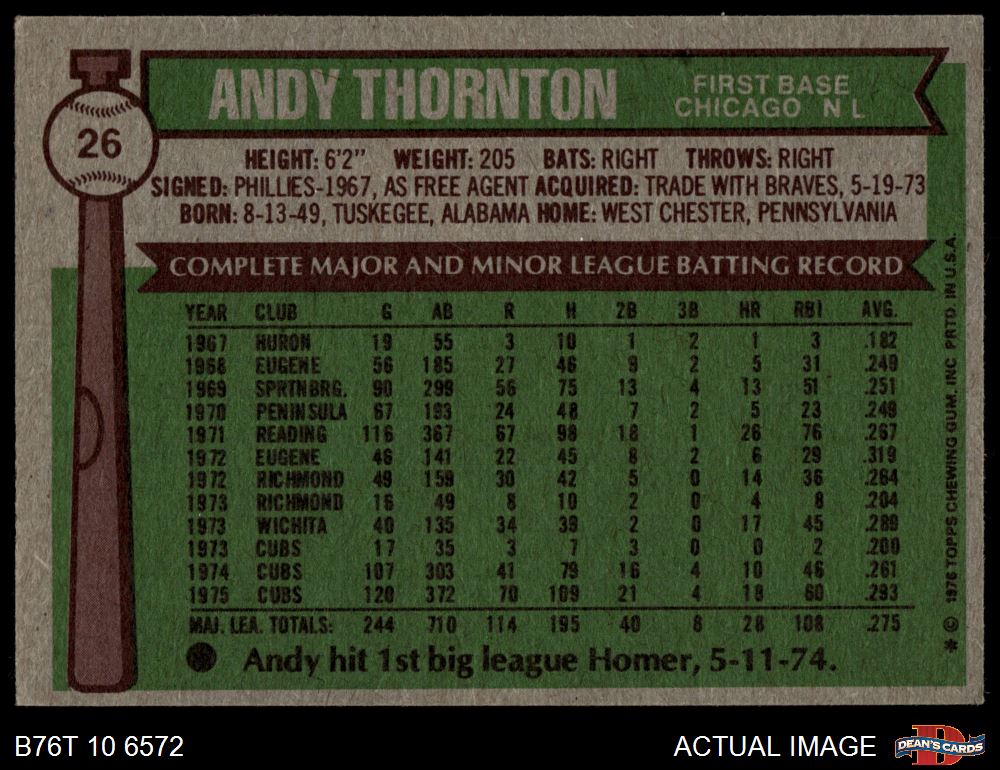 26
ANDY THORNTON
FIRST BASE
CHICAGO N L
HEIGHT: 6'2" WEIGHT: 205 BATS: RIGHT THROWS: RIGHT
SIGNED: PHILLIES-1967, AS FREE AGENT ACQUIRED: TRADE WITH BRAVES, 5-19-73
BORN: 8-13-49, TUSKEGEE, ALABAMA HOME: WEST CHESTER, PENNSYLVANIA
COMPLETE MAJOR AND MINOR LEAGUE BATTING RECORD
YEAR CLUB G AB R H 2B 3B HR RBI AVG.
1967 HURON 19 55 3 10 1 2 1 3 .182
1968 EUGENE 56 185 27 46 9 2 5 31 .249
1969 SPRTNBRG. 90 299 56 75 13 4 13 51 .251
1970 PENINSULA 67 193 24 48 7 2 5 23 .249
1971 READING 116 367 67 98 18 1 26 76 .267
1972 EUGENE 46 141 22 45 8 2 6 29 .319
1972 RICHMOND 49 159 30 42 5 0 14 36 .264
1973 RICHMOND 16 49 8 10 2 0 4 8 .204
1973 WICHITA 40 135 34 39 2 0 17 45 .289
1973 CUBS 17 35 3 7 3 0 0 2 .200
1974 CUBS 107 303 41 79 16 4 10 46 .261
1975 CUBS 120 372 70 109 21 4 18 60 .293
MAJ. LEA. TOTALS: 244 710 114 195 40 8 28 108 .275
Andy hit 1st big league Homer, 5-11-74.
* © 1976 TOPPS CHEWING GUM, INC PRTD. IN U.S.A.
B76T 10 6572
ACTUAL IMAGE
DEAN'S CARDS